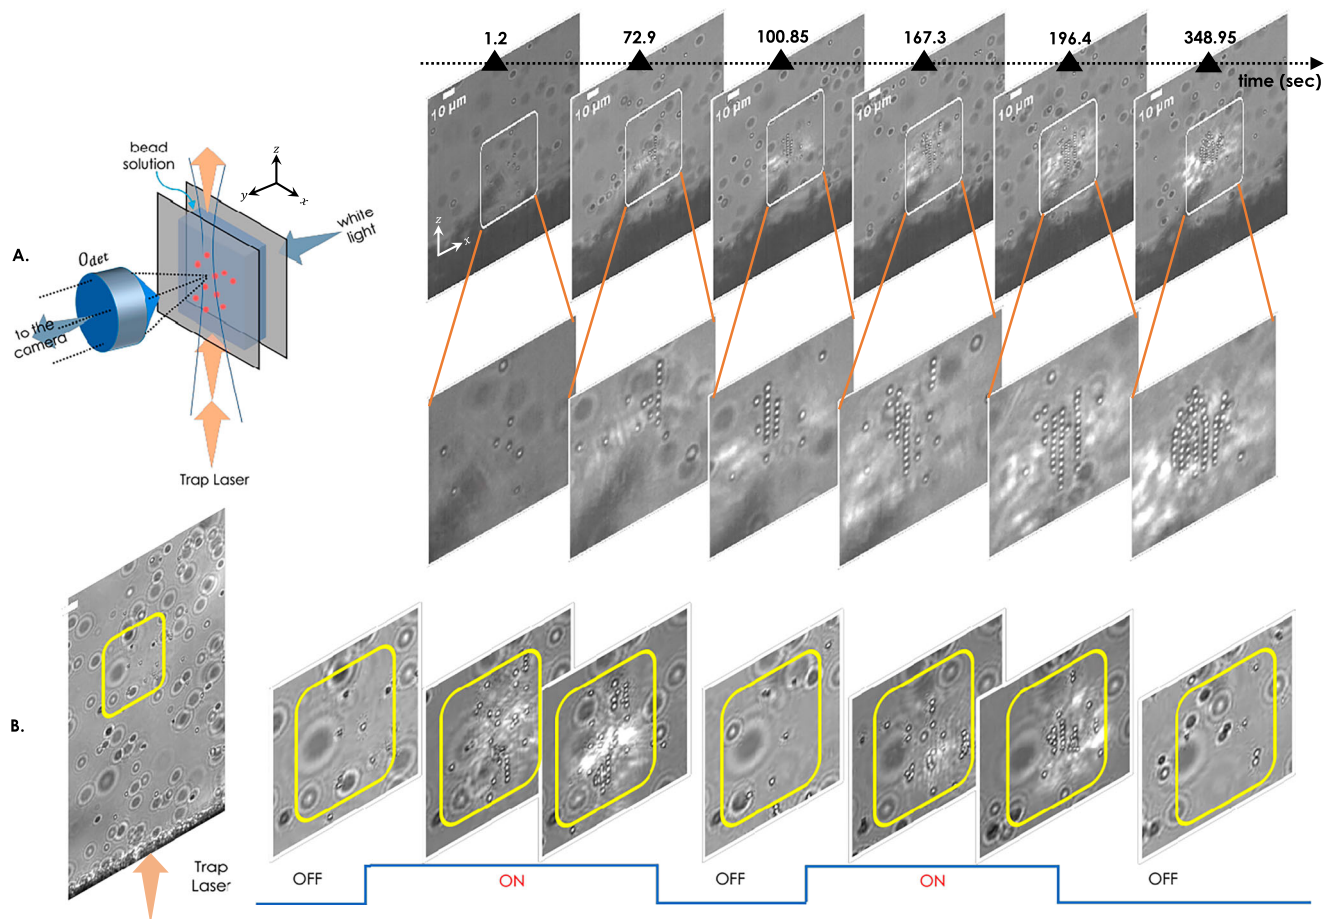 1.2
72.9
100.85
167.3
196.4
348.95
time (sec)
10 μm
10 μm
10 μm
10 μm
10 μm
10 μm
z
x
bead
solution
z
y
x
white
light
A.
O_det
to the
camera
Trap Laser
B.
Trap
Laser
OFF
ON
OFF
ON
OFF